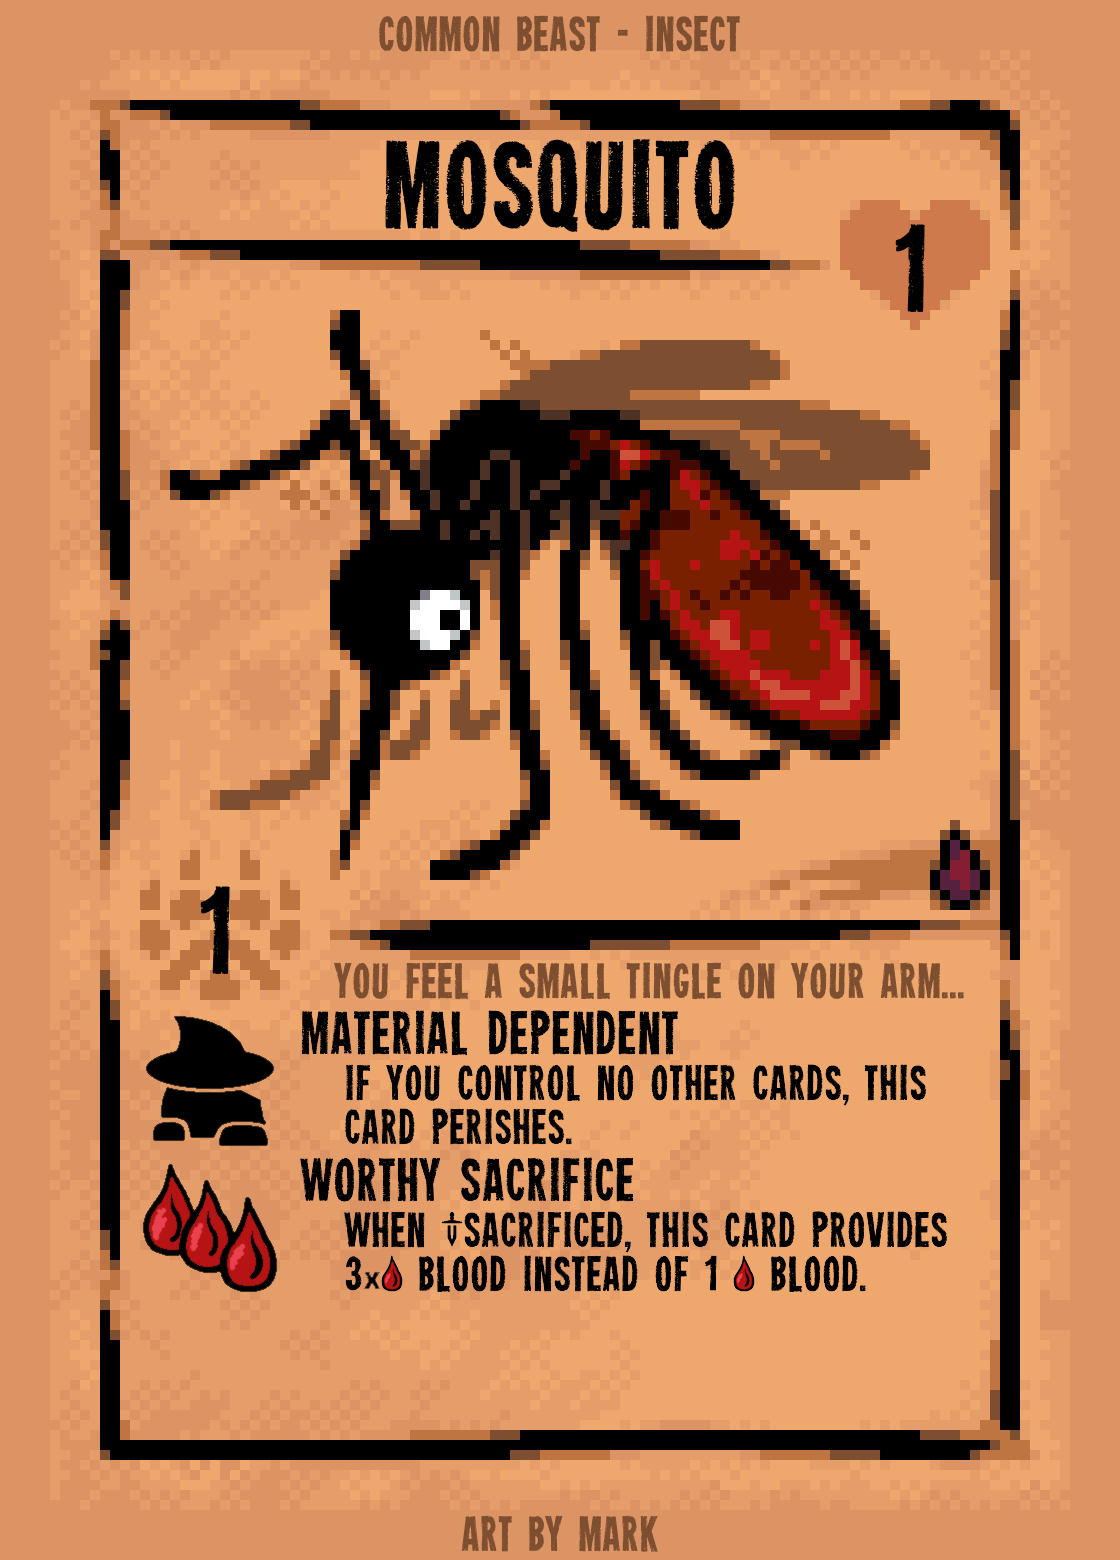 COMMON BEAST - INSECT
MOSQUITO
1
1
YOU FEEL A SMALL TINGLE ON YOUR ARM...
MATERIAL DEPENDENT
IF YOU CONTROL NO OTHER CARDS, THIS
CARD PERISHES.
WORTHY SACRIFICE
WHEN SACRIFICED, THIS CARD PROVIDES
3x BLOOD INSTEAD OF 1 BLOOD.
ART BY MARK